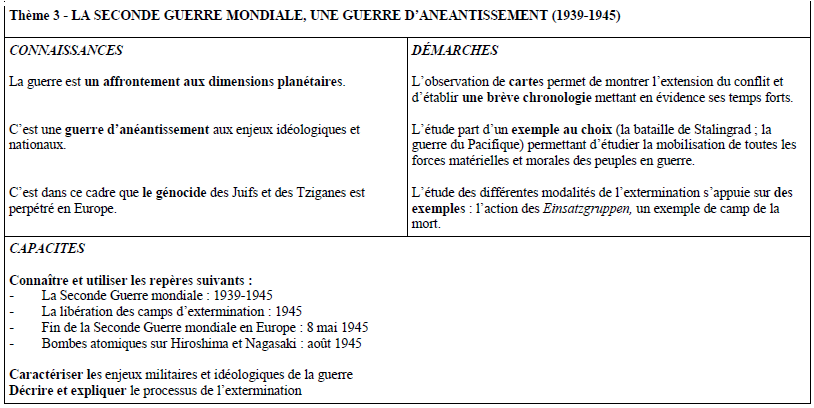 Thème 3 - LA SECONDE GUERRE MONDIALE, UNE GUERRE D'ANEANTISSEMENT (1939-1945)
CONNAISSANCES
La guerre est un affrontement aux dimensions planétaires.
C'est une guerre d'anéantissement aux enjeux idéologiques et
nationaux.
C'est dans ce cadre que le génocide des Juifs et des Tziganes est
perpétré en Europe.
DÉMARCHES
L'observation de cartes permet de montrer l'extension du conflit et
d'établir une brève chronologie mettant en évidence ses temps forts.
L'étude part d'un exemple au choix (la bataille de Stalingrad ; la
guerre du Pacifique) permettant d'étudier la mobilisation de toutes les
forces matérielles et morales des peuples en guerre.
L'étude des différentes modalités de l'extermination s'appuie sur des
exemples : l'action des Einsatzgruppen, un exemple de camp de la
mort.
CAPACITES
Connaître et utiliser les repères suivants :
- La Seconde Guerre mondiale : 1939-1945
- La libération des camps d'extermination : 1945
- Fin de la Seconde Guerre mondiale en Europe : 8 mai 1945
- Bombes atomiques sur Hiroshima et Nagasaki : août 1945
Caractériser les enjeux militaires et idéologiques de la guerre
Décrire et expliquer le processus de l'extermination